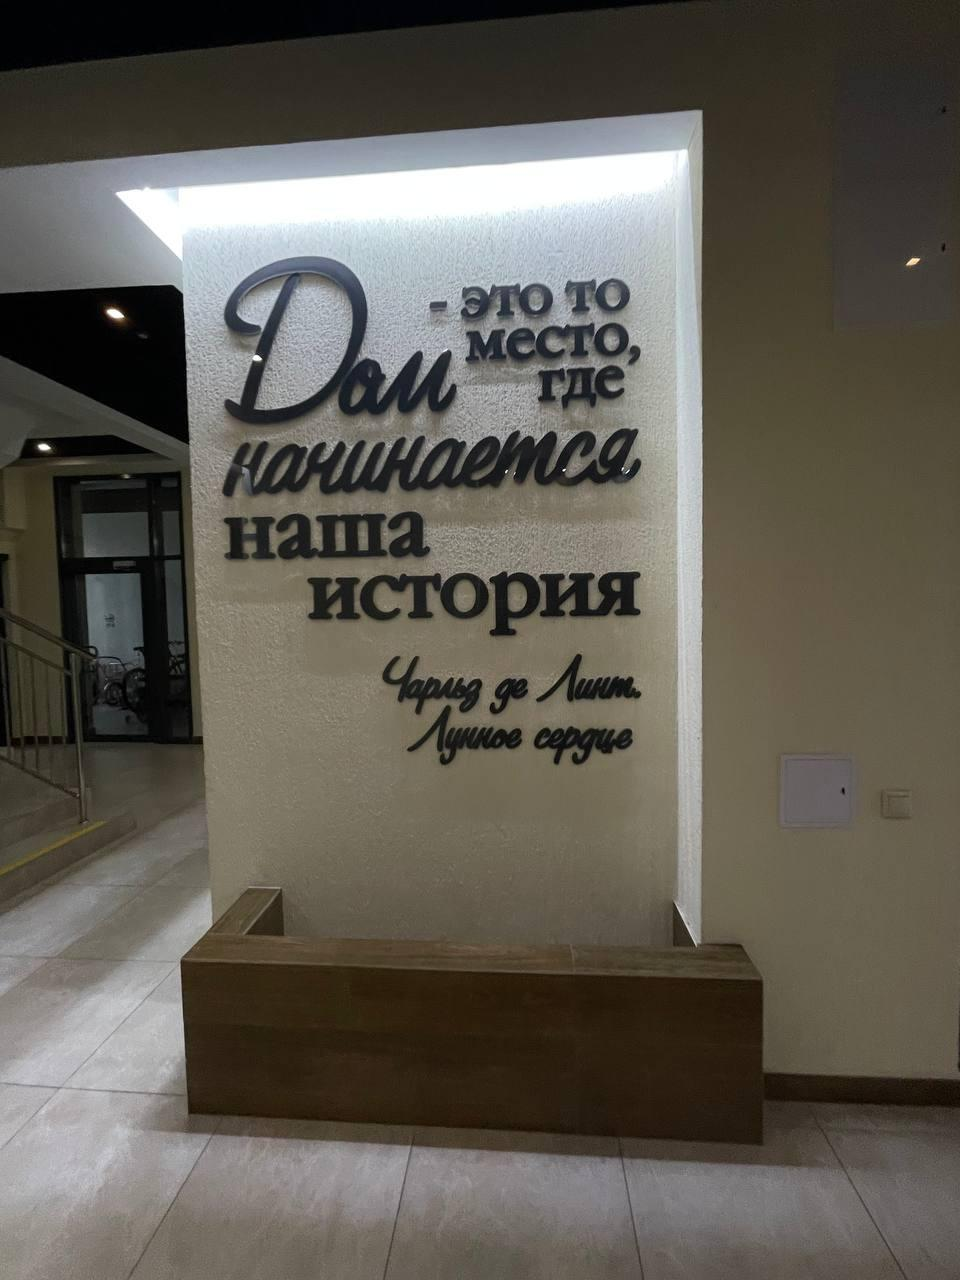 Дом - это то
место,
где
начинается
наша
история
Чарльз де Линт.
Лунное сердце